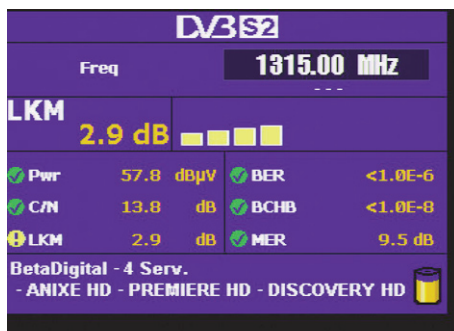 DVB S2
Freq 1315.00 MHz
---
LKM
2.9 dB
Pwr 57.8 dBµV BER <1.0E-6
C/N 13.8 dB BCHB <1.0E-8
LKM 2.9 dB MER 9.5 dB
BetaDigital - 4 Serv.
- ANIXE HD - PREMIERE HD - DISCOVERY HD